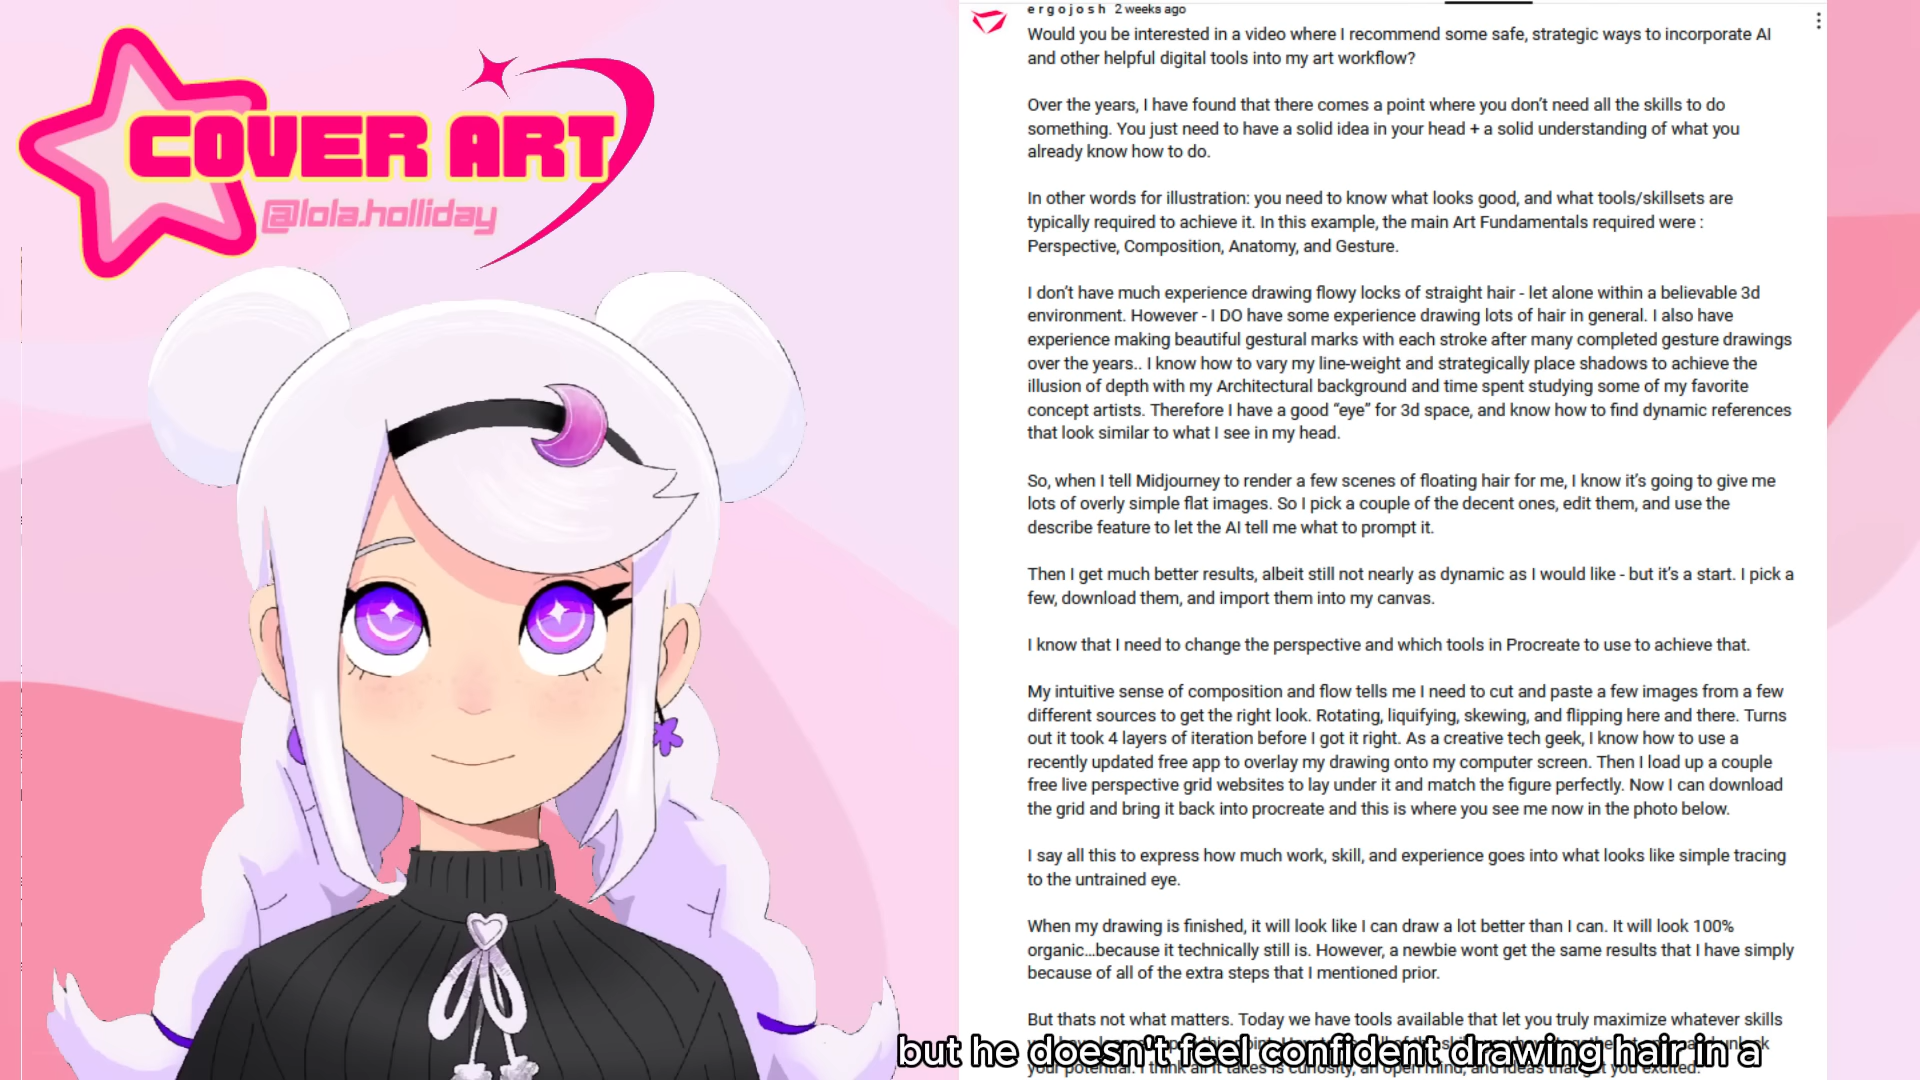 COVER ART
@lola.holliday
ergojosh 2 weeks ago
Would you be interested in a video where I recommend some safe, strategic ways to incorporate AI
and other helpful digital tools into my art workflow?
Over the years, I have found that there comes a point where you don't need all the skills to do
something. You just need to have a solid idea in your head + a solid understanding of what you
already know how to do.
In other words for illustration: you need to know what looks good, and what tools/skillsets are
typically required to achieve it. In this example, the main Art Fundamentals required were :
Perspective, Composition, Anatomy, and Gesture.
I don't have much experience drawing flowy locks of straight hair - let alone within a believable 3d
environment. However - I DO have some experience drawing lots of hair in general. I also have
experience making beautiful gestural marks with each stroke after many completed gesture drawings
over the years.. I know how to vary my line-weight and strategically place shadows to achieve the
illusion of depth with my Architectural background and time spent studying some of my favorite
concept artists. Therefore I have a good “eye” for 3d space, and know how to find dynamic references
that look similar to what I see in my head.
So, when I tell Midjourney to render a few scenes of floating hair for me, I know it's going to give me
lots of overly simple flat images. So I pick a couple of the decent ones, edit them, and use the
describe feature to let the AI tell me what to prompt it.
Then I get much better results, albeit still not nearly as dynamic as I would like - but it's a start. I pick a
few, download them, and import them into my canvas.
I know that I need to change the perspective and which tools in Procreate to use to achieve that.
My intuitive sense of composition and flow tells me I need to cut and paste a few images from a few
different sources to get the right look. Rotating, liquifying, skewing, and flipping here and there. Turns
out it took 4 layers of iteration before I got it right. As a creative tech geek, I know how to use a
recently updated free app to overlay my drawing onto my computer screen. Then I load up a couple
free live perspective grid websites to lay under it and match the figure perfectly. Now I can download
the grid and bring it back into procreate and this is where you see me now in the photo below.
I say all this to express how much work, skill, and experience goes into what looks like simple tracing
to the untrained eye.
When my drawing is finished, it will look like I can draw a lot better than I can. It will look 100%
organic...because it technically still is. However, a newbie wont get the same results that I have simply
because of all of the extra steps that I mentioned prior.
But thats not what matters. Today we have tools available that let you truly maximize whatever skills
but he doesn't feel confident drawing hair in a
your potential. I think all it takes is curiosity, an open mind, and ideas that get you excited.